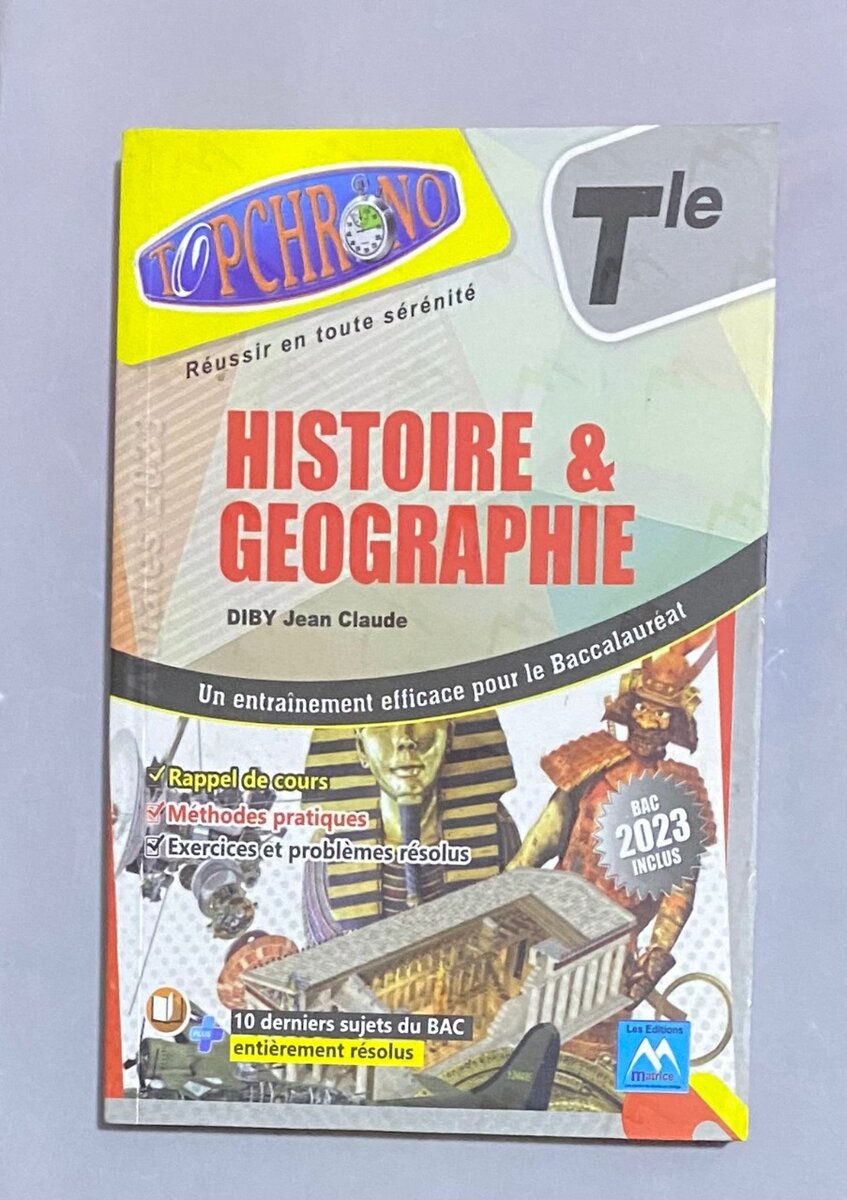 TOPCHRONO
Tle
Réussir en toute sérénité
HISTOIRE &
GEOGRAPHIE
DIBY Jean Claude
Un entraînement efficace pour le Baccalauréat
Rappel de cours
Méthodes pratiques
Exercices et problèmes résolus
BAC
2023
INCLUS
PLUS
10 derniers sujets du BAC
entièrement résolus
Les Editions
matrice